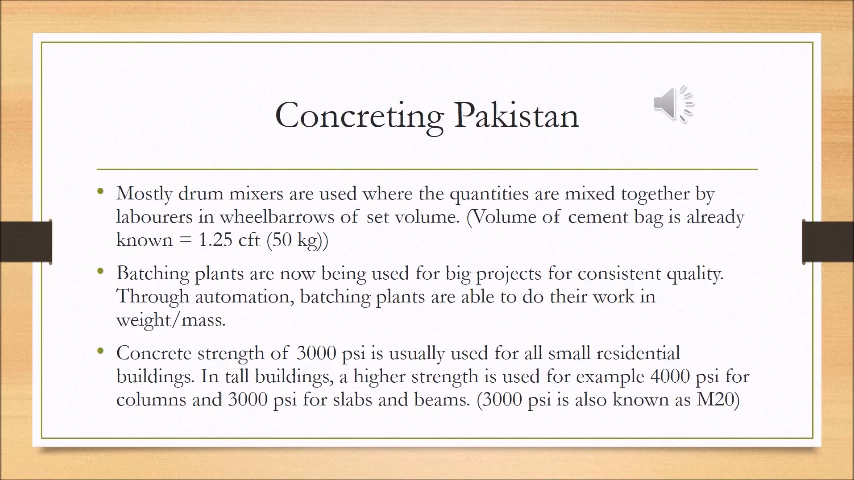 Concreting Pakistan
• Mostly drum mixers are used where the quantities are mixed together by
labourers in wheelbarrows of set volume. (Volume of cement bag is already
known = 1.25 cft (50 kg))
• Batching plants are now being used for big projects for consistent quality.
Through automation, batching plants are able to do their work in
weight/mass.
• Concrete strength of 3000 psi is usually used for all small residential
buildings. In tall buildings, a higher strength is used for example 4000 psi for
columns and 3000 psi for slabs and beams. (3000 psi is also known as M20)